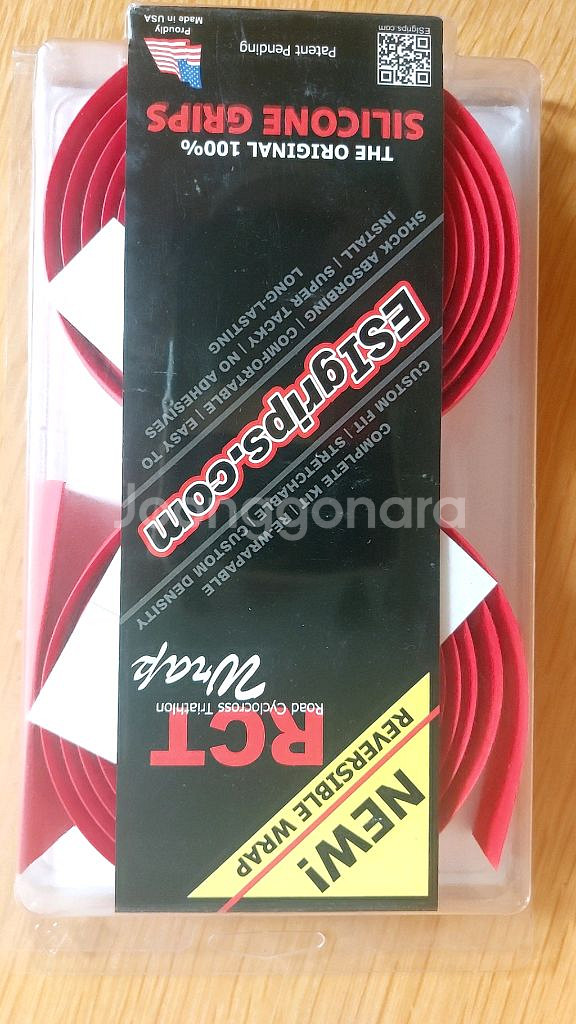 NEW!
REVERSIBLE WRAP
RCT
Road Cyclocross Triathlon
Wrap
COMPLETE KIT | RE-WRAPABLE
CUSTOM FIT | STRETCHABLE | CUSTOM DENSITY
ESIgrips.com
SHOCK ABSORBING | COMFORTABLE | EASY TO
INSTALL | SUPER TACKY | NO ADHESIVES
LONG-LASTING
THE ORIGINAL 100%
SILICONE GRIPS
ESIgrips.com
Patent Pending
Proudly
Made in USA
Joonggonara